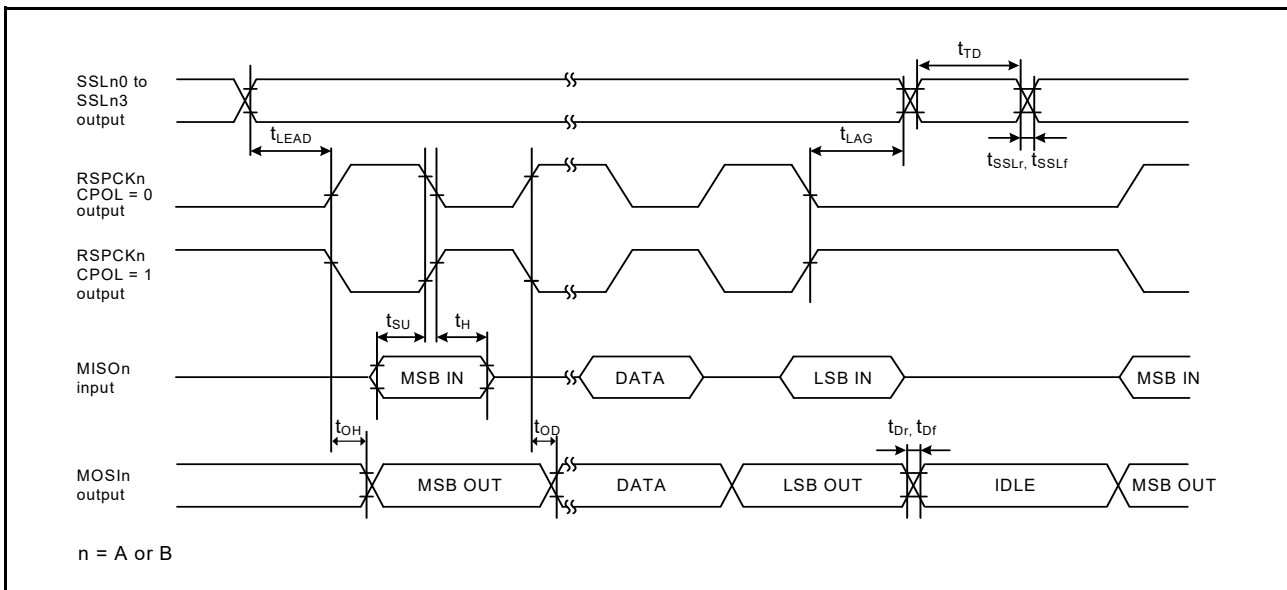 SSLn0 to
SSLn3
output
tTD
tLEAD
tLAG
tSSLr, tSSLf
RSPCKn
CPOL = 0
output
RSPCKn
CPOL = 1
output
tSU
tH
MISOn
input
MSB IN
DATA
LSB IN
MSB IN
tOH
tOD
tDr, tDf
MOSIn
output
MSB OUT
DATA
LSB OUT
IDLE
MSB OUT
n = A or B